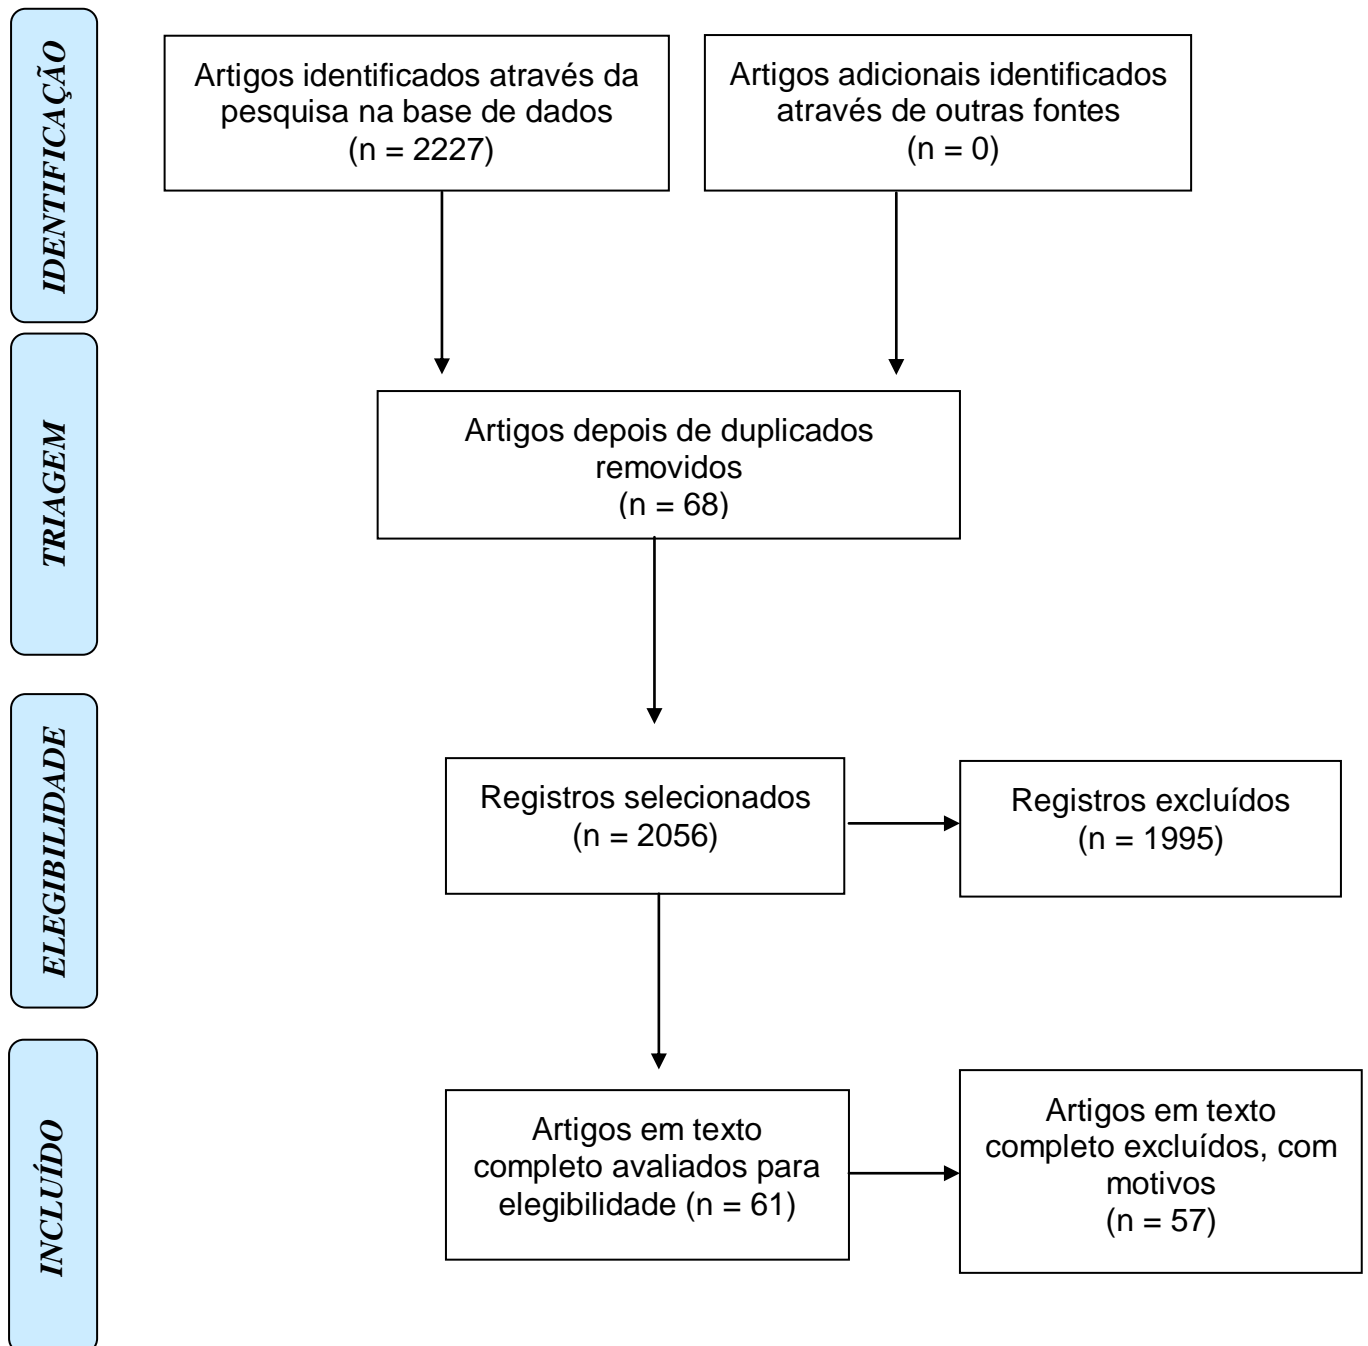 IDENTIFICAÇÃO
Artigos identificados através da
pesquisa na base de dados
(n = 2227)
Artigos adicionais identificados
através de outras fontes
(n = 0)
TRIAGEM
Artigos depois de duplicados
removidos
(n = 68)
ELEGIBILIDADE
Registros selecionados
(n = 2056)
Registros excluídos
(n = 1995)
INCLUÍDO
Artigos em texto
completo avaliados para
elegibilidade (n = 61)
Artigos em texto
completo excluídos, com
motivos
(n = 57)